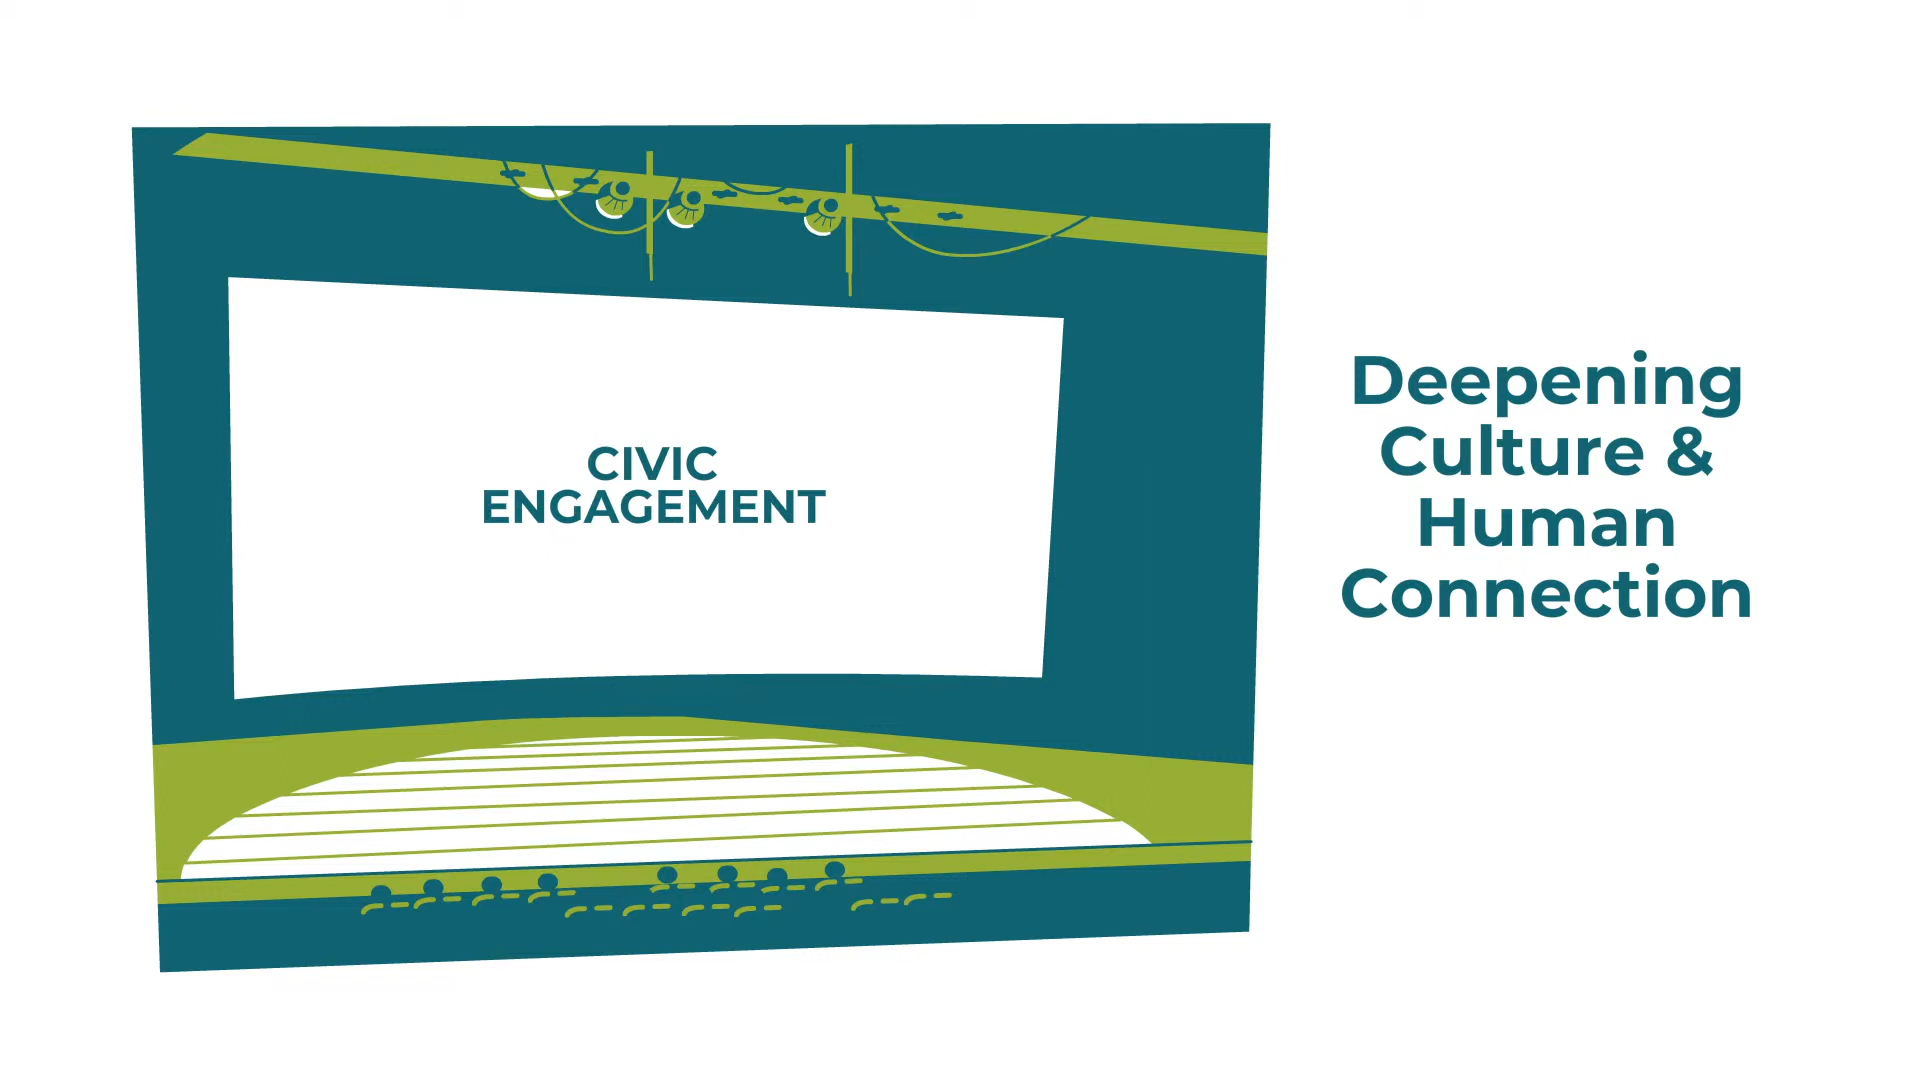 CIVIC
ENGAGEMENT
Deepening
Culture &
Human
Connection